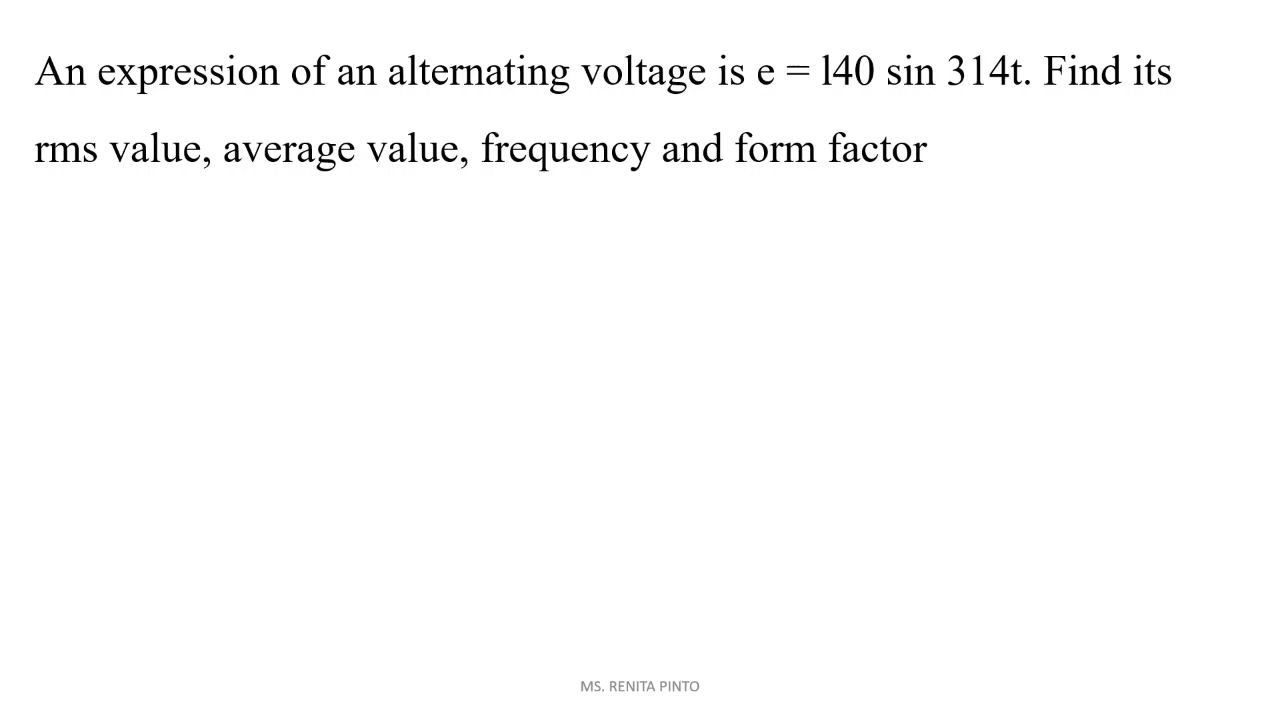 An expression of an alternating voltage is e = l40 sin 314t. Find its
rms value, average value, frequency and form factor
MS. RENITA PINTO